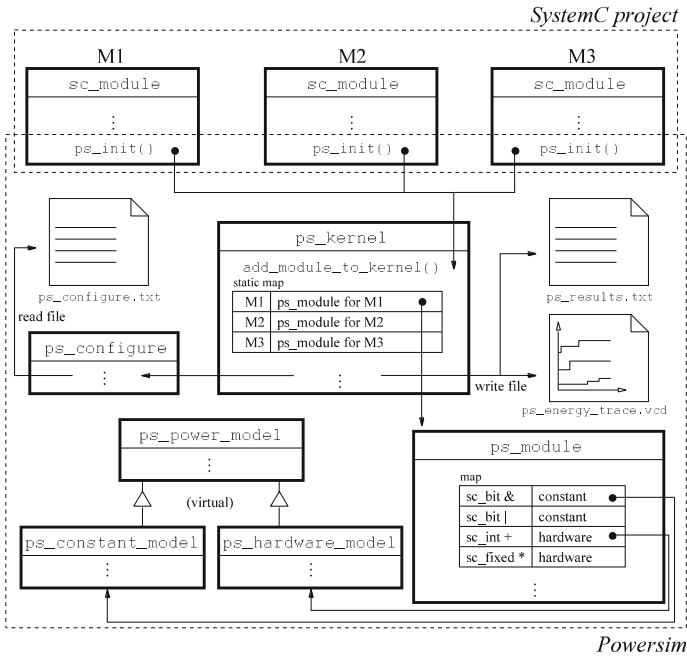 SystemC project
M1 M2 M3
sc_module sc_module sc_module
ps_init() ps_init() ps_init()
ps_kernel
add_module_to_kernel()
static map
M1 ps_module for M1
M2 ps_module for M2
M3 ps_module for M3
ps_configure.txt
read file
ps_results.txt
ps_configure
write file
ps_energy_trace.vcd
ps_power_model
(virtual)
ps_constant_model
ps_hardware_model
ps_module
map
sc_bit & constant
sc_bit | constant
sc_int + hardware
sc_fixed * hardware
Powersim